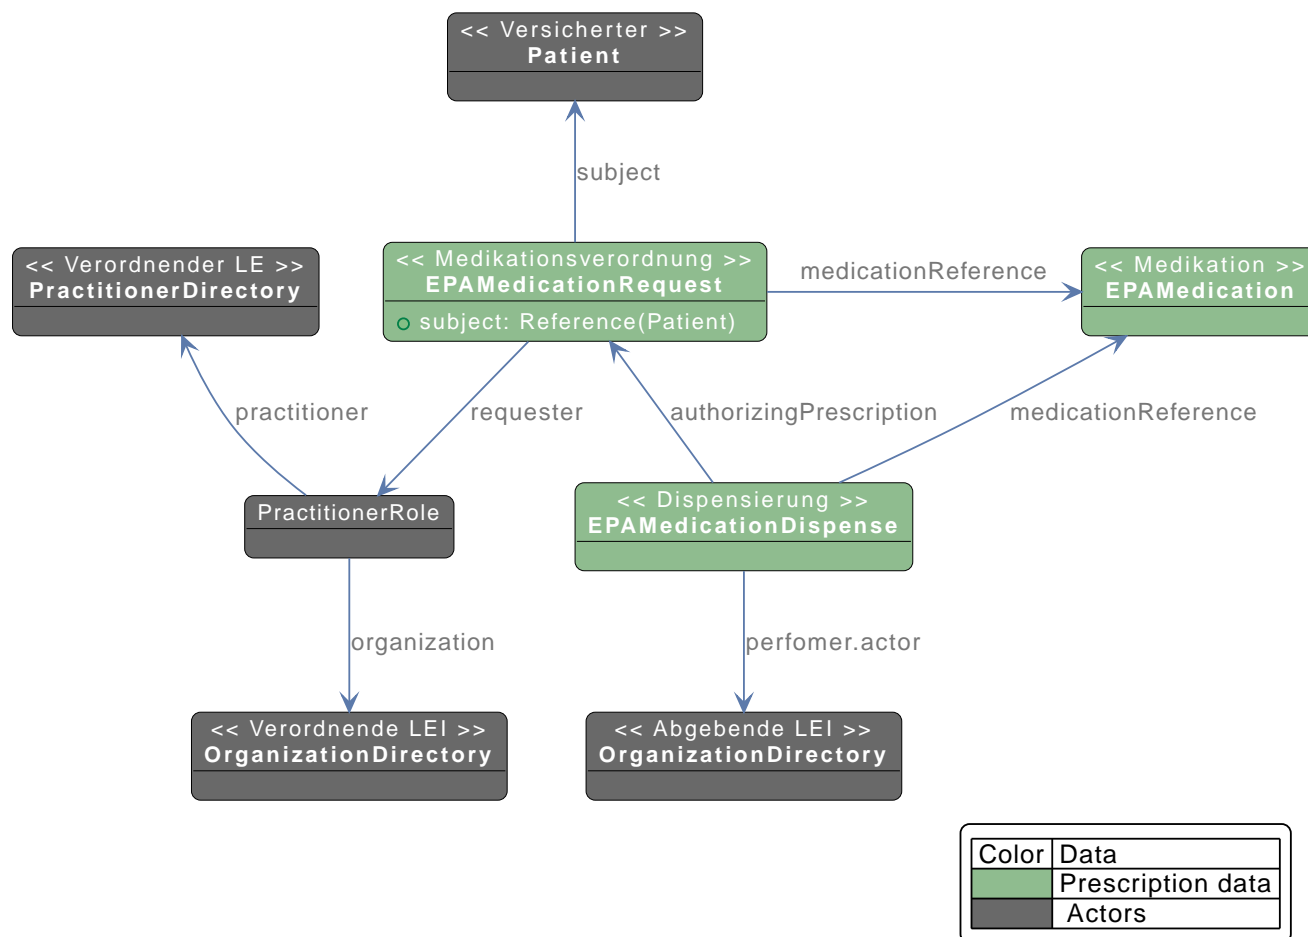 << Versicherter >>
Patient
subject
<< Verordnender LE >>
PractitionerDirectory
<< Medikationsverordnung >>
EPAMedicationRequest
subject: Reference(Patient)
medicationReference
<< Medikation >>
EPAMedication
practitioner
requester
authorizingPrescription
medicationReference
PractitionerRole
<< Dispensierung >>
EPAMedicationDispense
organization
perfomer.actor
<< Verordnende LEI >>
OrganizationDirectory
<< Abgebende LEI >>
OrganizationDirectory
Color Data
Prescription data
Actors